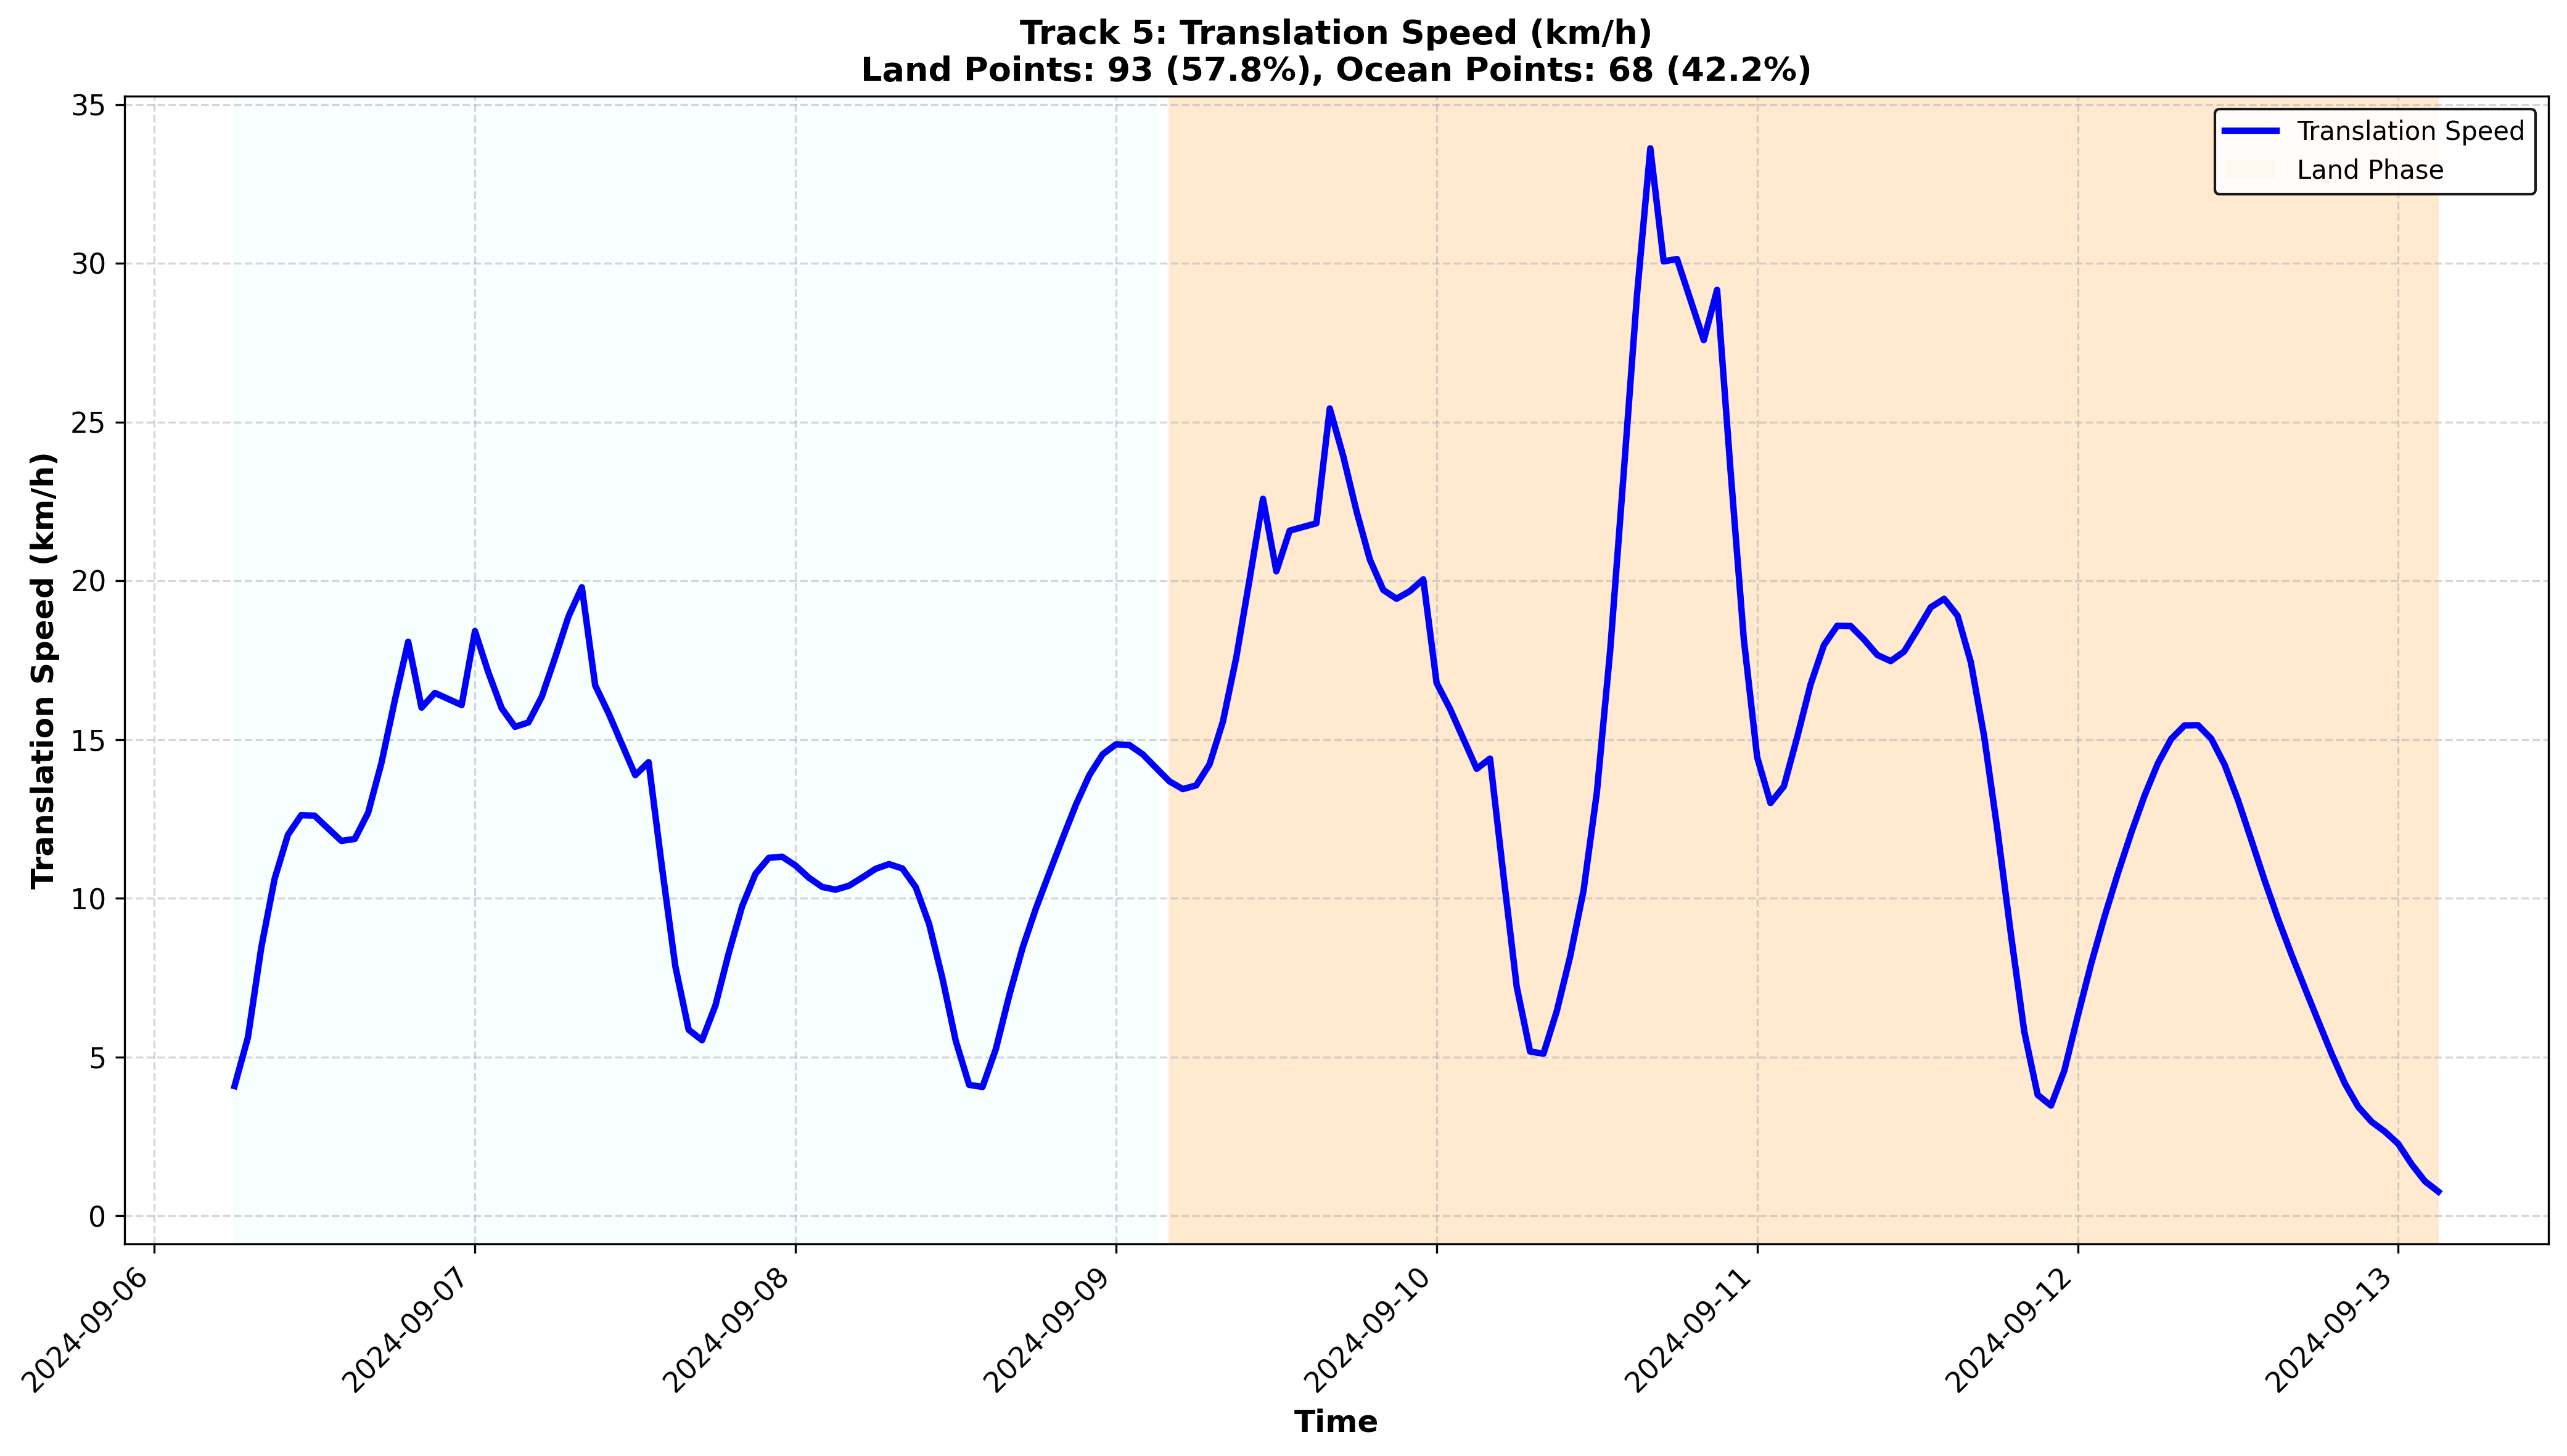 Track 5: Translation Speed (km/h)
Land Points: 93 (57.8%), Ocean Points: 68 (42.2%)
Translation Speed
Land Phase
Translation Speed (km/h)
35
30
25
20
15
10
5
0
2024-09-06
2024-09-07
2024-09-08
2024-09-09
2024-09-10
2024-09-11
2024-09-12
2024-09-13
Time